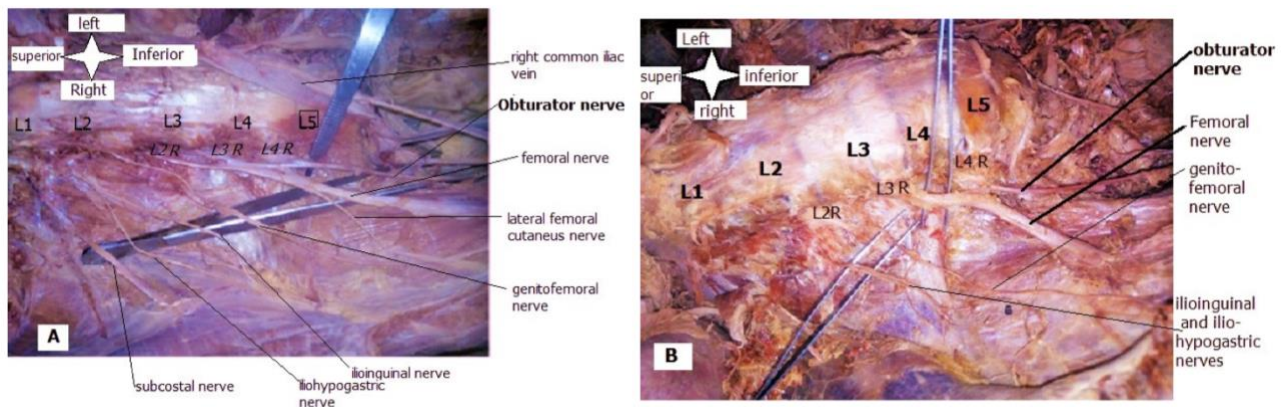 left
superior
Inferior
Right
right common iliac
vein
Obturator nerve
L1
L2
L3
L4
L5
L2 R
L3 R
L4 R
femoral nerve
lateral femoral
cutaneus nerve
genitofemoral
nerve
A
subcostal nerve
iliohypogastric
nerve
ilioinguinal nerve
Left
superi
or
inferior
right
obturator
nerve
L5
L4
L3
L2
L1
L4 R
L3 R
L2R
Femoral
nerve
genito-
femoral
nerve
ilioinguinal
and ilio-
hypogastric
nerves
B